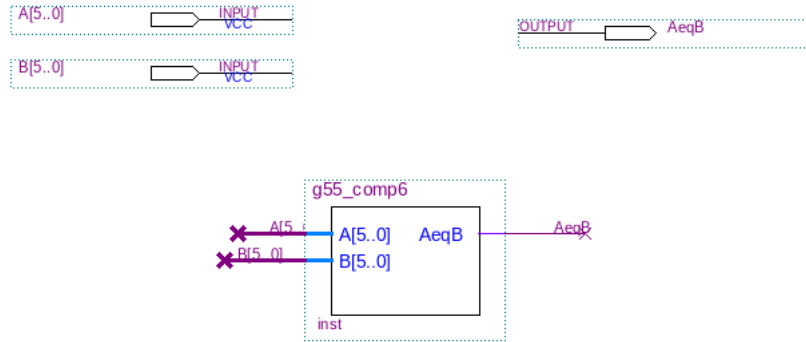 A[5..0] INPUT
VCC
OUTPUT AeqB
B[5..0] INPUT
VCC
g55_comp6
A[5.. A[5..0] AeqB AeqB
B[5..0] B[5..0]
inst